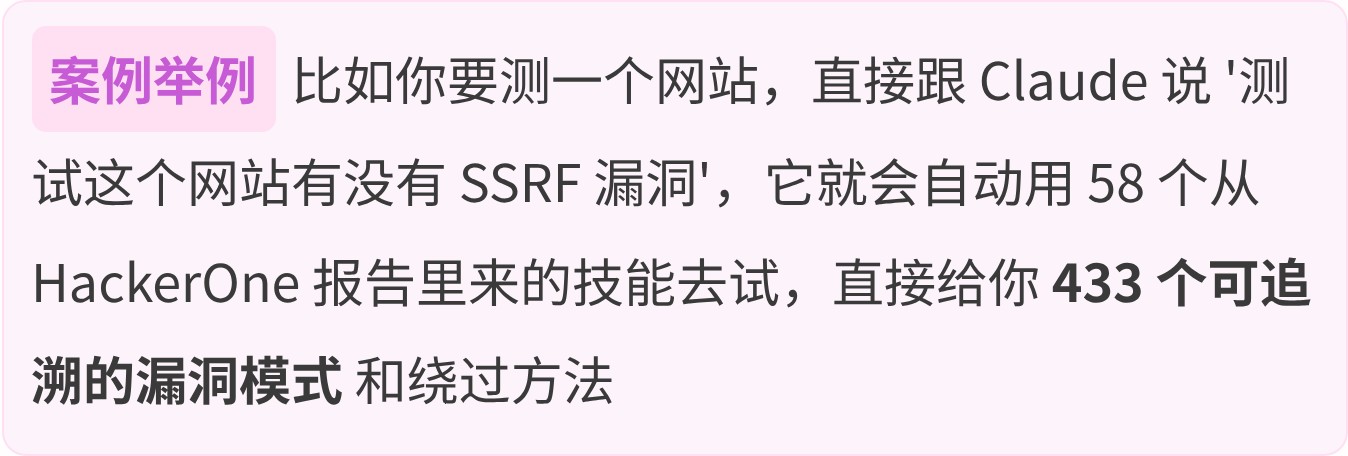 案例举例 比如你要测一个网站，直接跟 Claude 说 '测
试这个网站有没有 SSRF 漏洞'，它就会自动用 58 个从
HackerOne 报告里来的技能去试，直接给你 433 个可追
溯的漏洞模式 和绕过方法